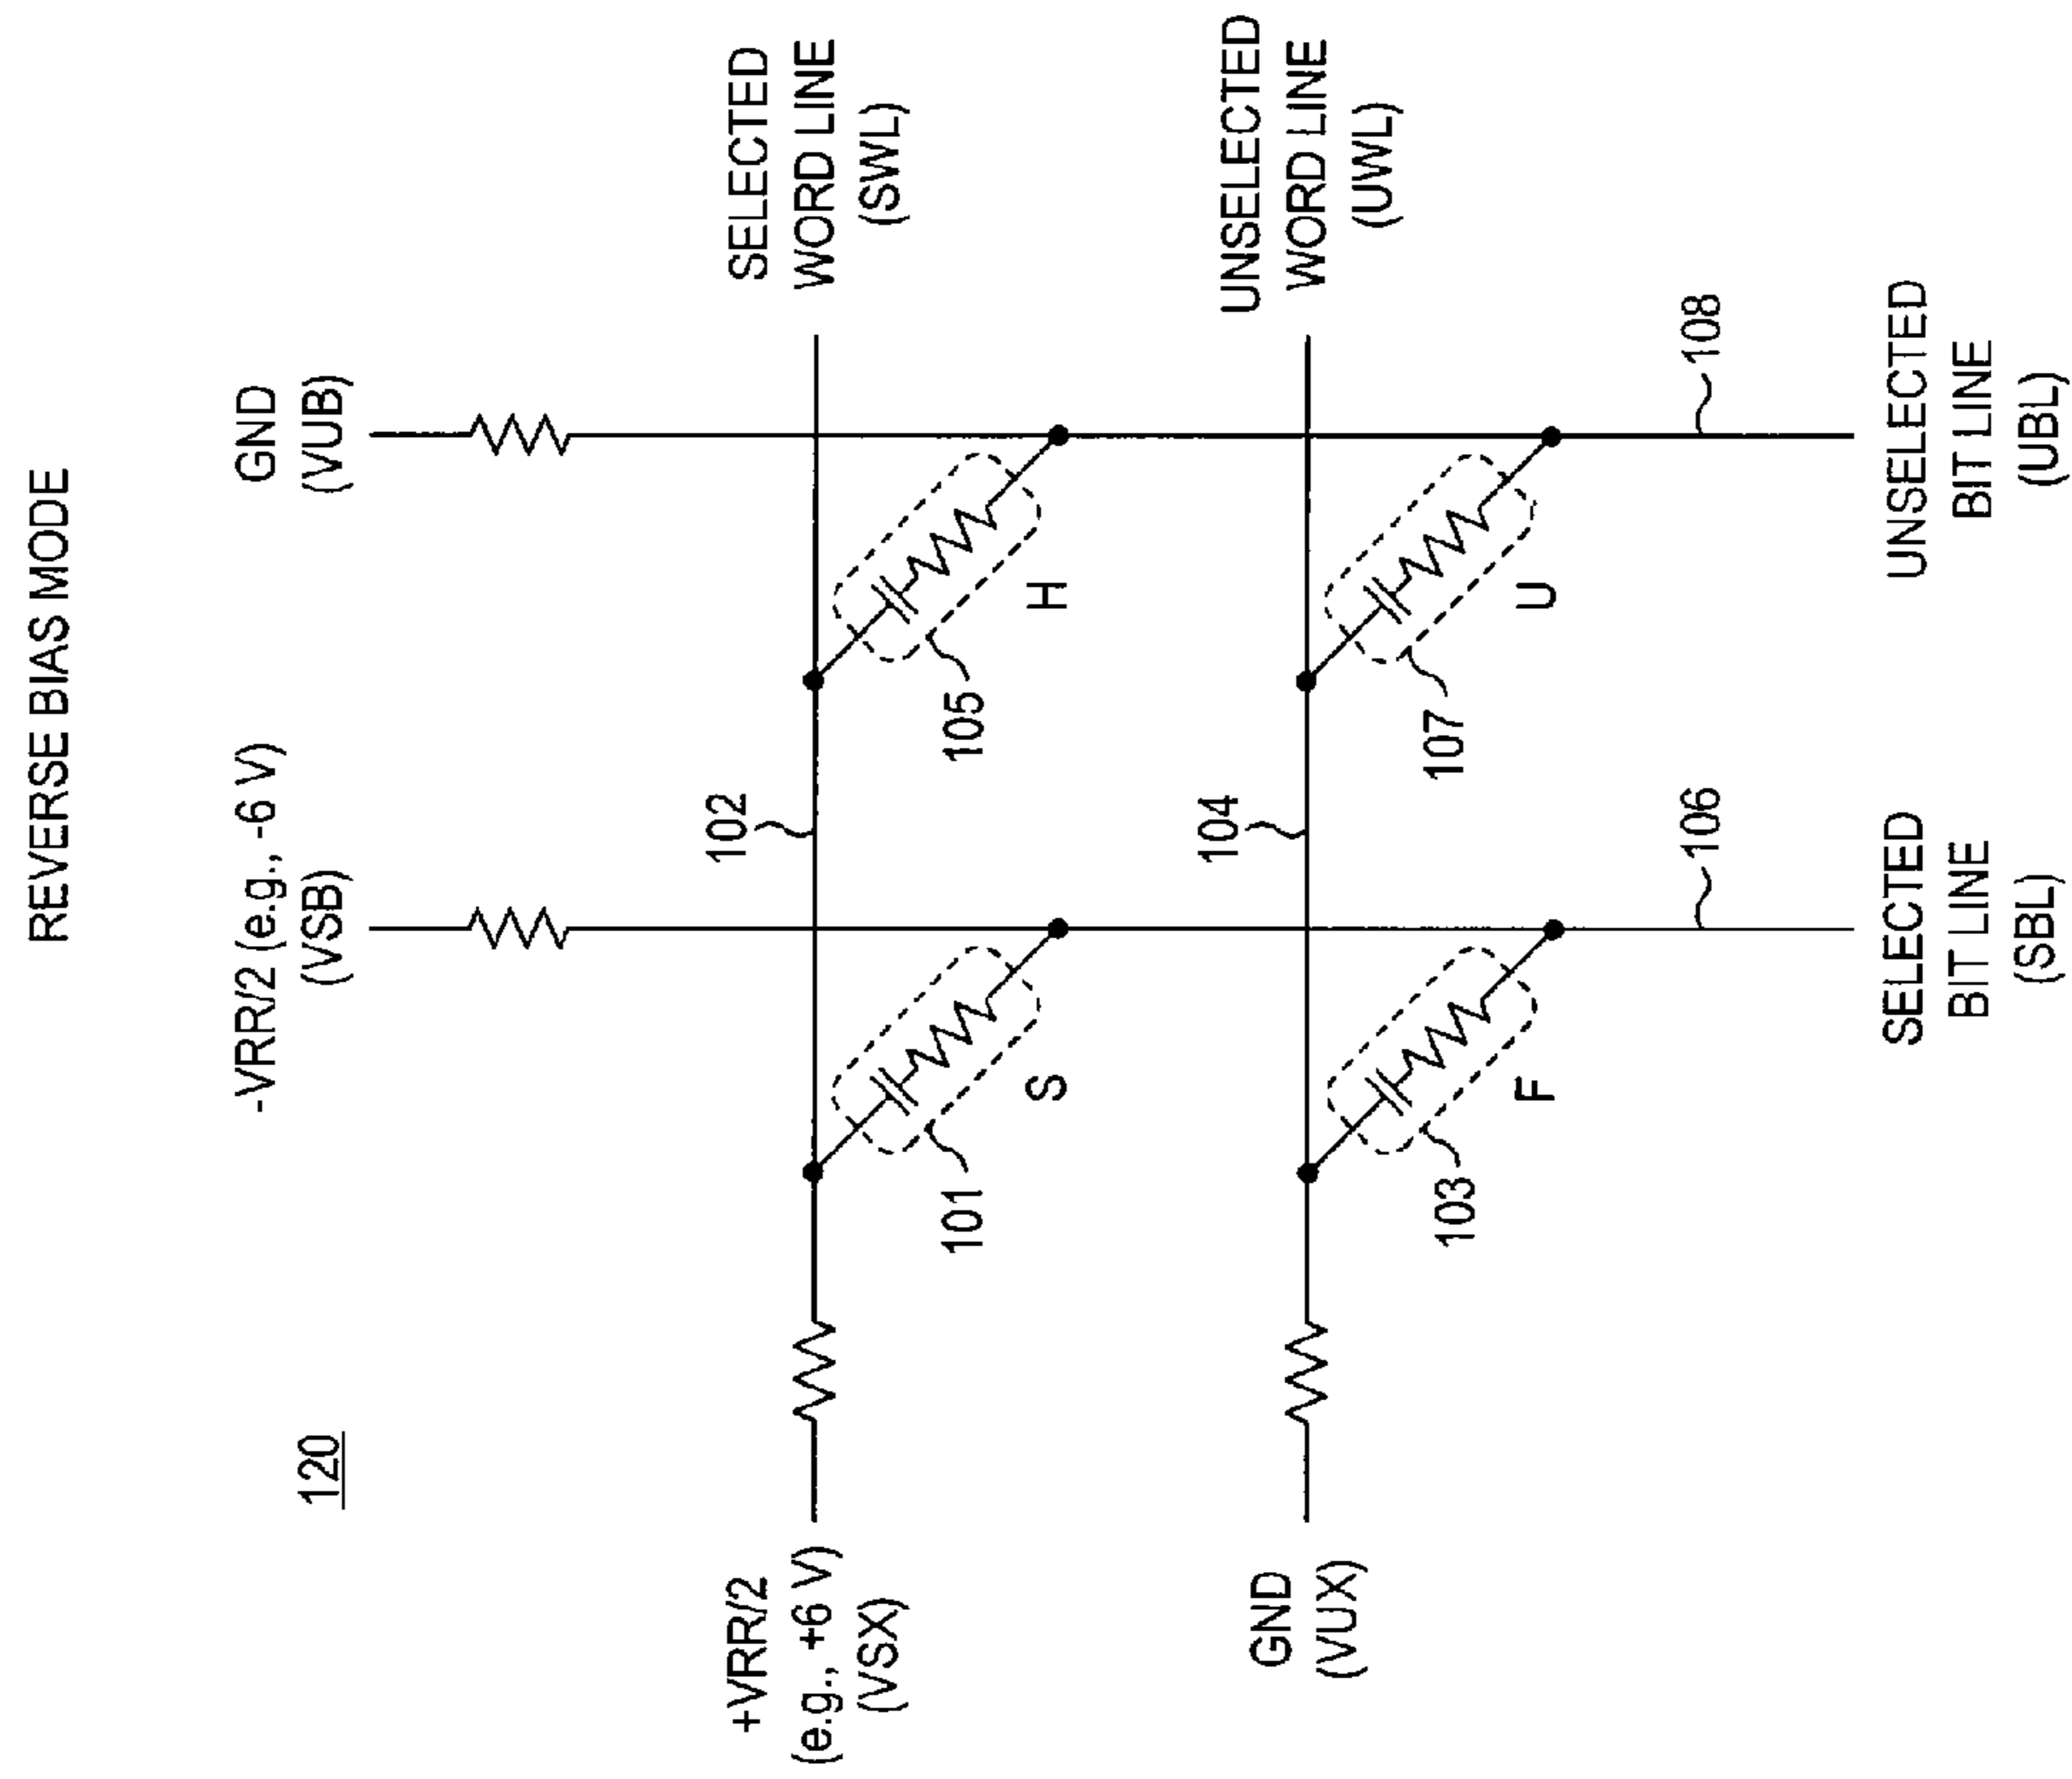 REVERSE BIAS MODE
120
-VRR/2 (e.g., -6 V)
(VSB)
GND
(VUB)
+VRR/2
(e.g., +6 V)
(VSX)
102
SELECTED
WORD LINE
(SWL)
101
S
105
H
GND
(VUX)
104
UNSELECTED
WORD LINE
(UWL)
103
F
107
U
106
108
SELECTED
BIT LINE
(SBL)
UNSELECTED
BIT LINE
(UBL)